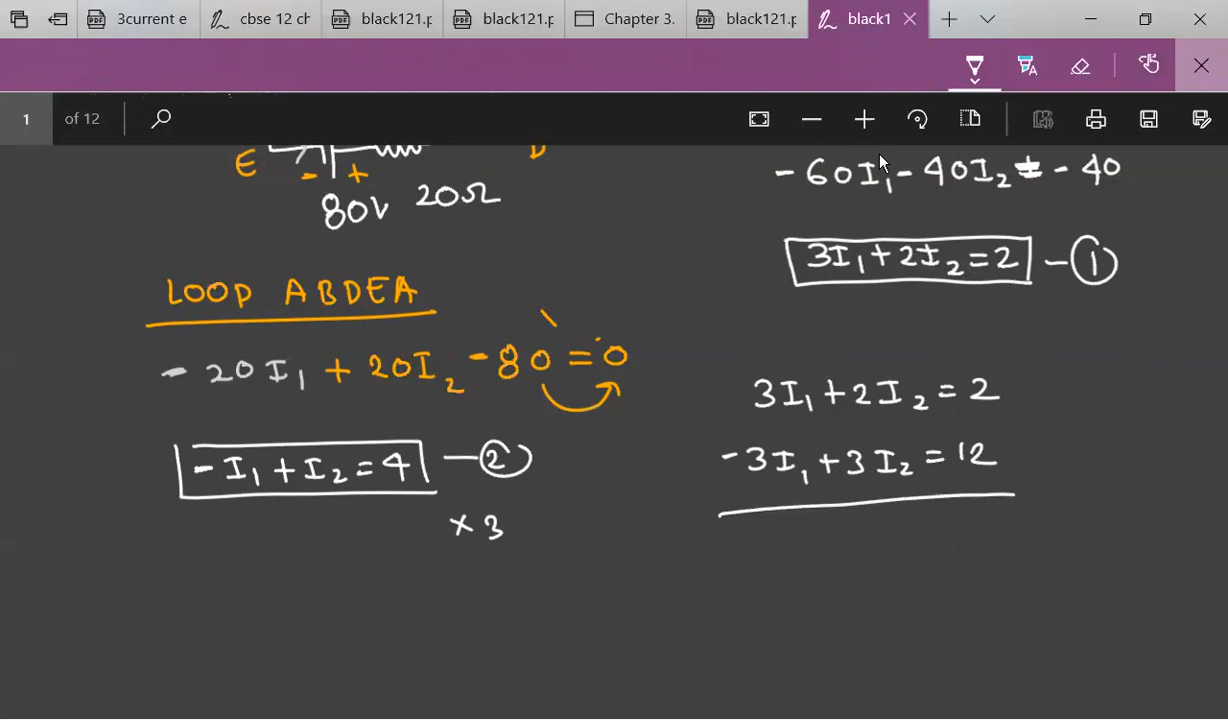 3current e
cbse 12 ch
black121.p
black121.p
Chapter 3.
black121.p
black1
1 of 12
E - + D
80V 20Ω
-60I₁ - 40I₂ = -40
3I₁ + 2I₂ = 2 — ①
LOOP ABDEA
-20I₁ + 20I₂ - 80 = 0
-I₁ + I₂ = 4 — ②
× 3
3I₁ + 2I₂ = 2
-3I₁ + 3I₂ = 12